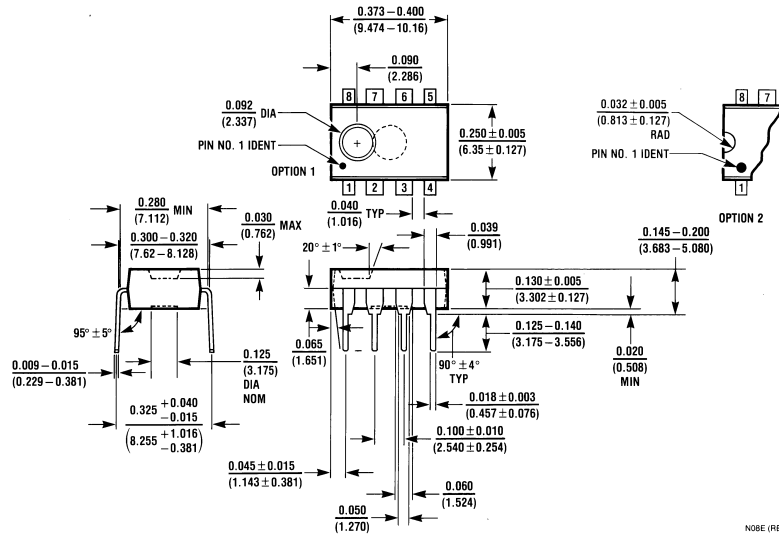 0.373 – 0.400
(9.474 – 10.16)
0.090
(2.286)
8 7 6 5
0.092 DIA
(2.337)
PIN NO. 1 IDENT
OPTION 1
1 2 3 4
0.250 ± 0.005
(6.35 ± 0.127)
0.032 ± 0.005
(0.813 ± 0.127)
RAD
PIN NO. 1 IDENT
8 7
1
OPTION 2
0.280 MIN
(7.112)
0.300 – 0.320
(7.62 – 8.128)
0.030 MAX
(0.762)
0.040 TYP
(1.016)
20° ± 1°
0.039
(0.991)
0.145 – 0.200
(3.683 – 5.080)
0.130 ± 0.005
(3.302 ± 0.127)
0.125 – 0.140
(3.175 – 3.556)
0.020
(0.508)
MIN
95° ± 5°
0.009 – 0.015
(0.229 – 0.381)
0.125
(3.175)
DIA
NOM
0.065
(1.651)
90° ± 4°
TYP
0.018 ± 0.003
(0.457 ± 0.076)
0.325 +0.040 −0.015
(8.255 +1.016 −0.381)
0.100 ± 0.010
(2.540 ± 0.254)
0.045 ± 0.015
(1.143 ± 0.381)
0.060
(1.524)
0.050
(1.270)
N08E (RE